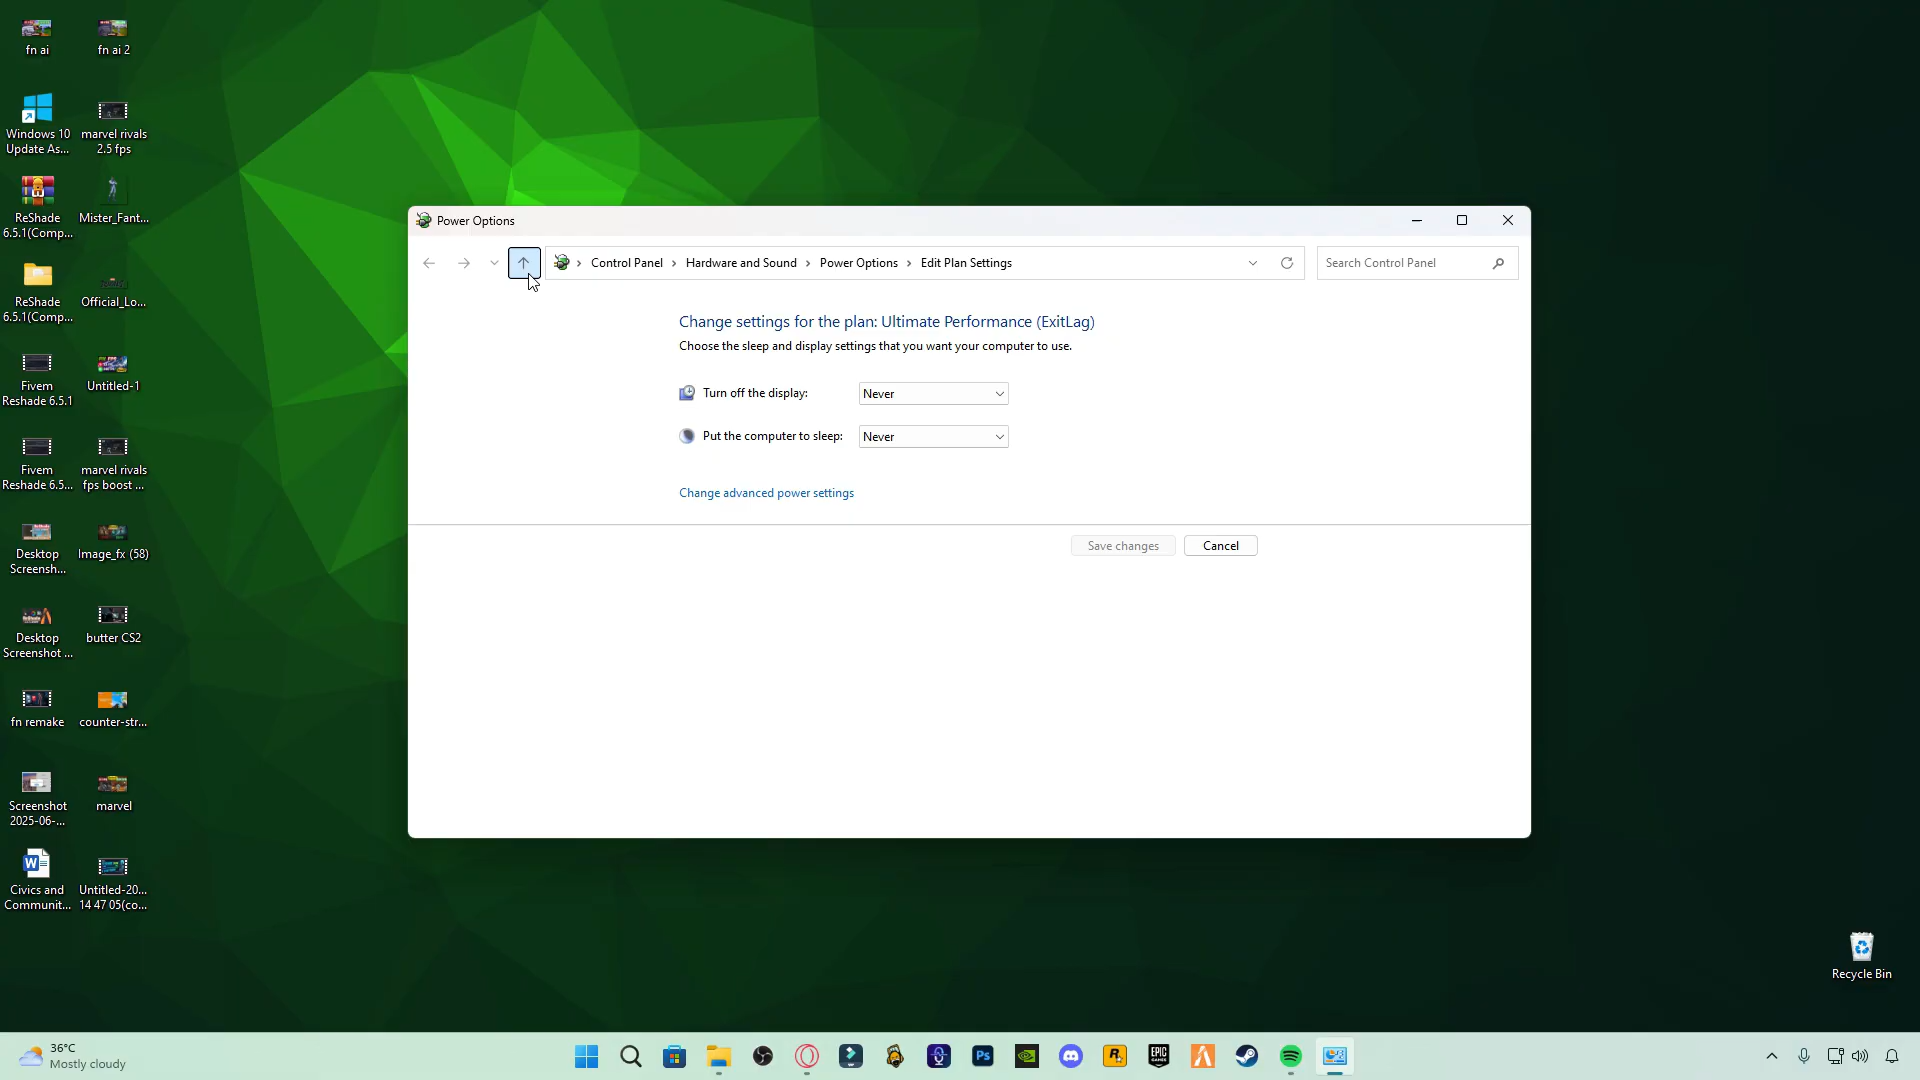 fn ai
fn ai 2
Windows 10
Update As...
marvel rivals
2.5 fps
ReShade
6.5.1(Comp...
Mister_Fant...
ReShade
6.5.1(Comp...
Official_Lo...
Fivem
Reshade 6.5.1
Untitled-1
Fivem
Reshade 6.5...
marvel rivals
fps boost ...
Desktop
Screensh...
Image_fx (58)
Desktop
Screenshot ...
butter CS2
fn remake
counter-str...
Screenshot
2025-06-...
marvel
Civics and
Communit...
Untitled-20...
14 47 05(co...
Power Options
Control Panel > Hardware and Sound > Power Options > Edit Plan Settings
Search Control Panel
Change settings for the plan: Ultimate Performance (ExitLag)
Choose the sleep and display settings that you want your computer to use.
Turn off the display: Never
Put the computer to sleep: Never
Change advanced power settings
Save changes Cancel
Recycle Bin
36°C
Mostly cloudy
Ps
R
EPIC
GAMES